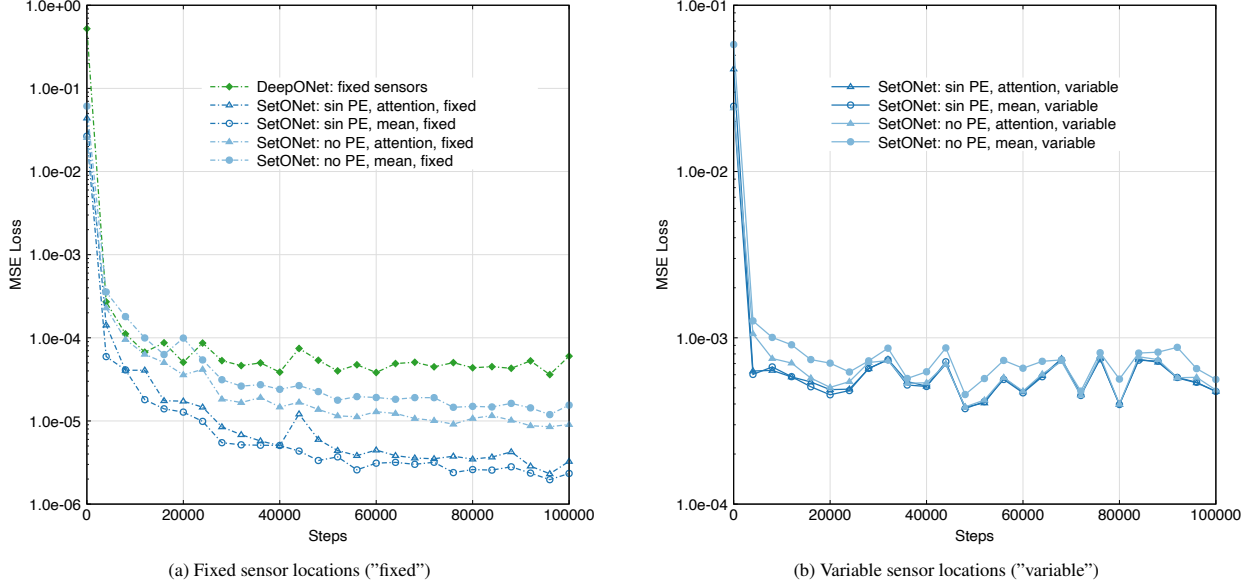 1.0e+00
1.0e-01
1.0e-02
1.0e-03
1.0e-04
1.0e-05
1.0e-06
MSE Loss
DeepONet: fixed sensors
SetONet: sin PE, attention, fixed
SetONet: sin PE, mean, fixed
SetONet: no PE, attention, fixed
SetONet: no PE, mean, fixed
0 20000 40000 60000 80000 100000
Steps
(a) Fixed sensor locations ("fixed")
1.0e-01
1.0e-02
1.0e-03
1.0e-04
MSE Loss
SetONet: sin PE, attention, variable
SetONet: sin PE, mean, variable
SetONet: no PE, attention, variable
SetONet: no PE, mean, variable
0 20000 40000 60000 80000 100000
Steps
(b) Variable sensor locations ("variable")